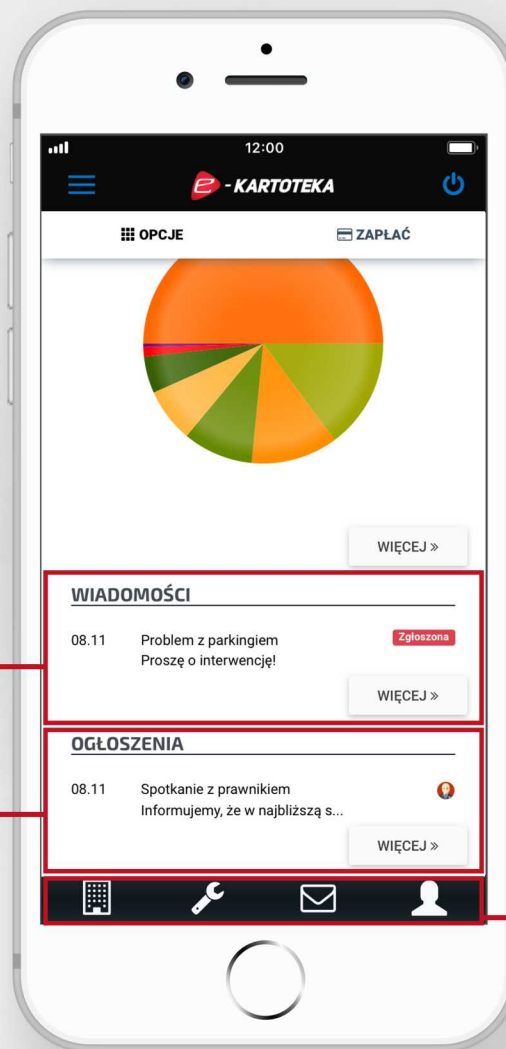 12:00
e - KARTOTEKA
OPCJE ZAPŁAĆ
WIĘCEJ »
WIADOMOŚCI
08.11 Problem z parkingiem Zgłoszona
Proszę o interwencję!
WIĘCEJ »
OGŁOSZENIA
08.11 Spotkanie z prawnikiem
Informujemy, że w najbliższą s...
WIĘCEJ »